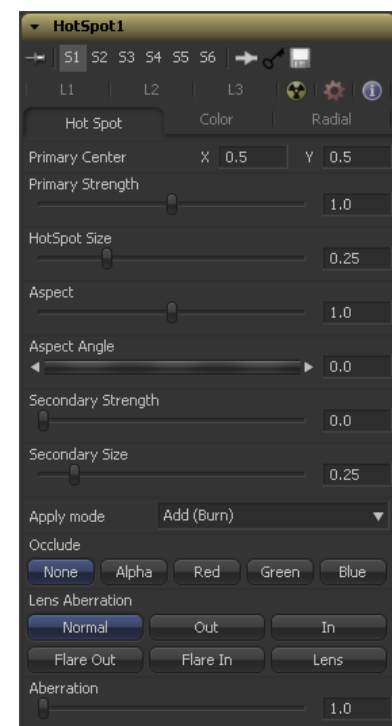 HotSpot1
S1 S2 S3 S4 S5 S6
L1 L2 L3
Hot Spot Color Radial
Primary Center X 0.5 Y 0.5
Primary Strength
1.0
HotSpot Size
0.25
Aspect
1.0
Aspect Angle
0.0
Secondary Strength
0.0
Secondary Size
0.25
Apply mode Add (Burn)
Occlude
None Alpha Red Green Blue
Lens Aberration
Normal Out In
Flare Out Flare In Lens
Aberration
1.0